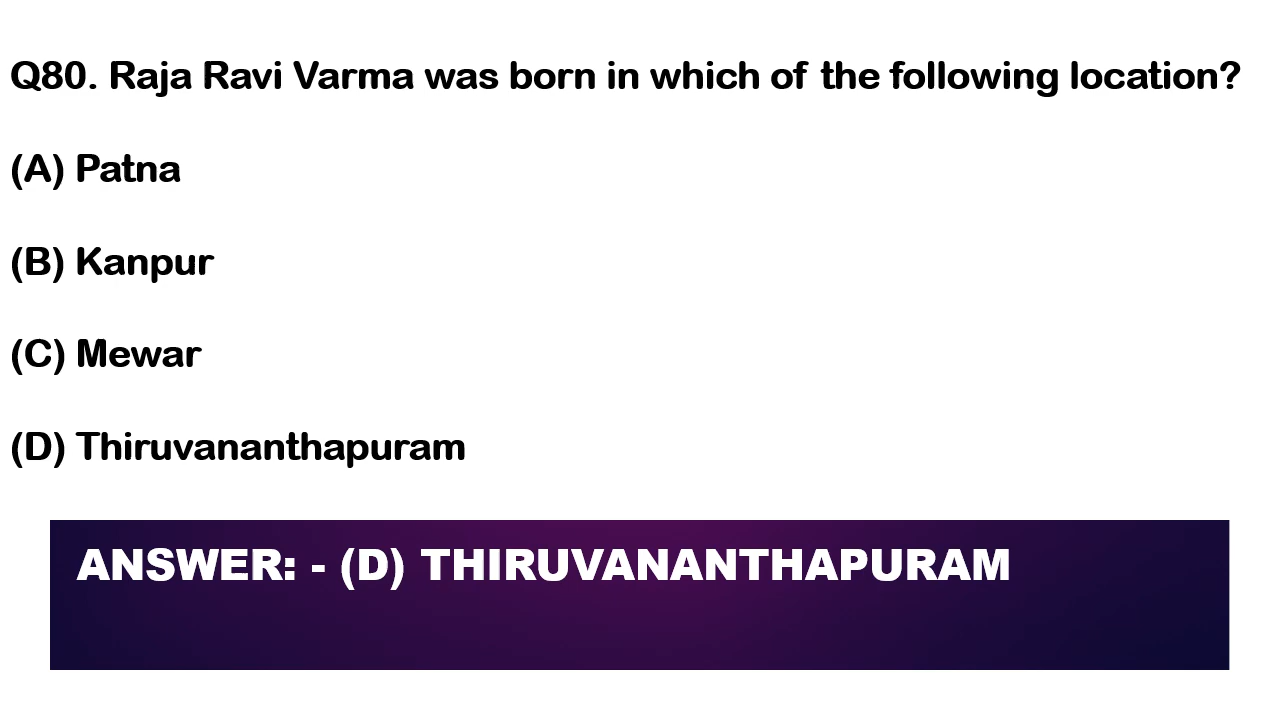 Q80. Raja Ravi Varma was born in which of the following location?
(A) Patna
(B) Kanpur
(C) Mewar
(D) Thiruvananthapuram
ANSWER: - (D) THIRUVANANTHAPURAM